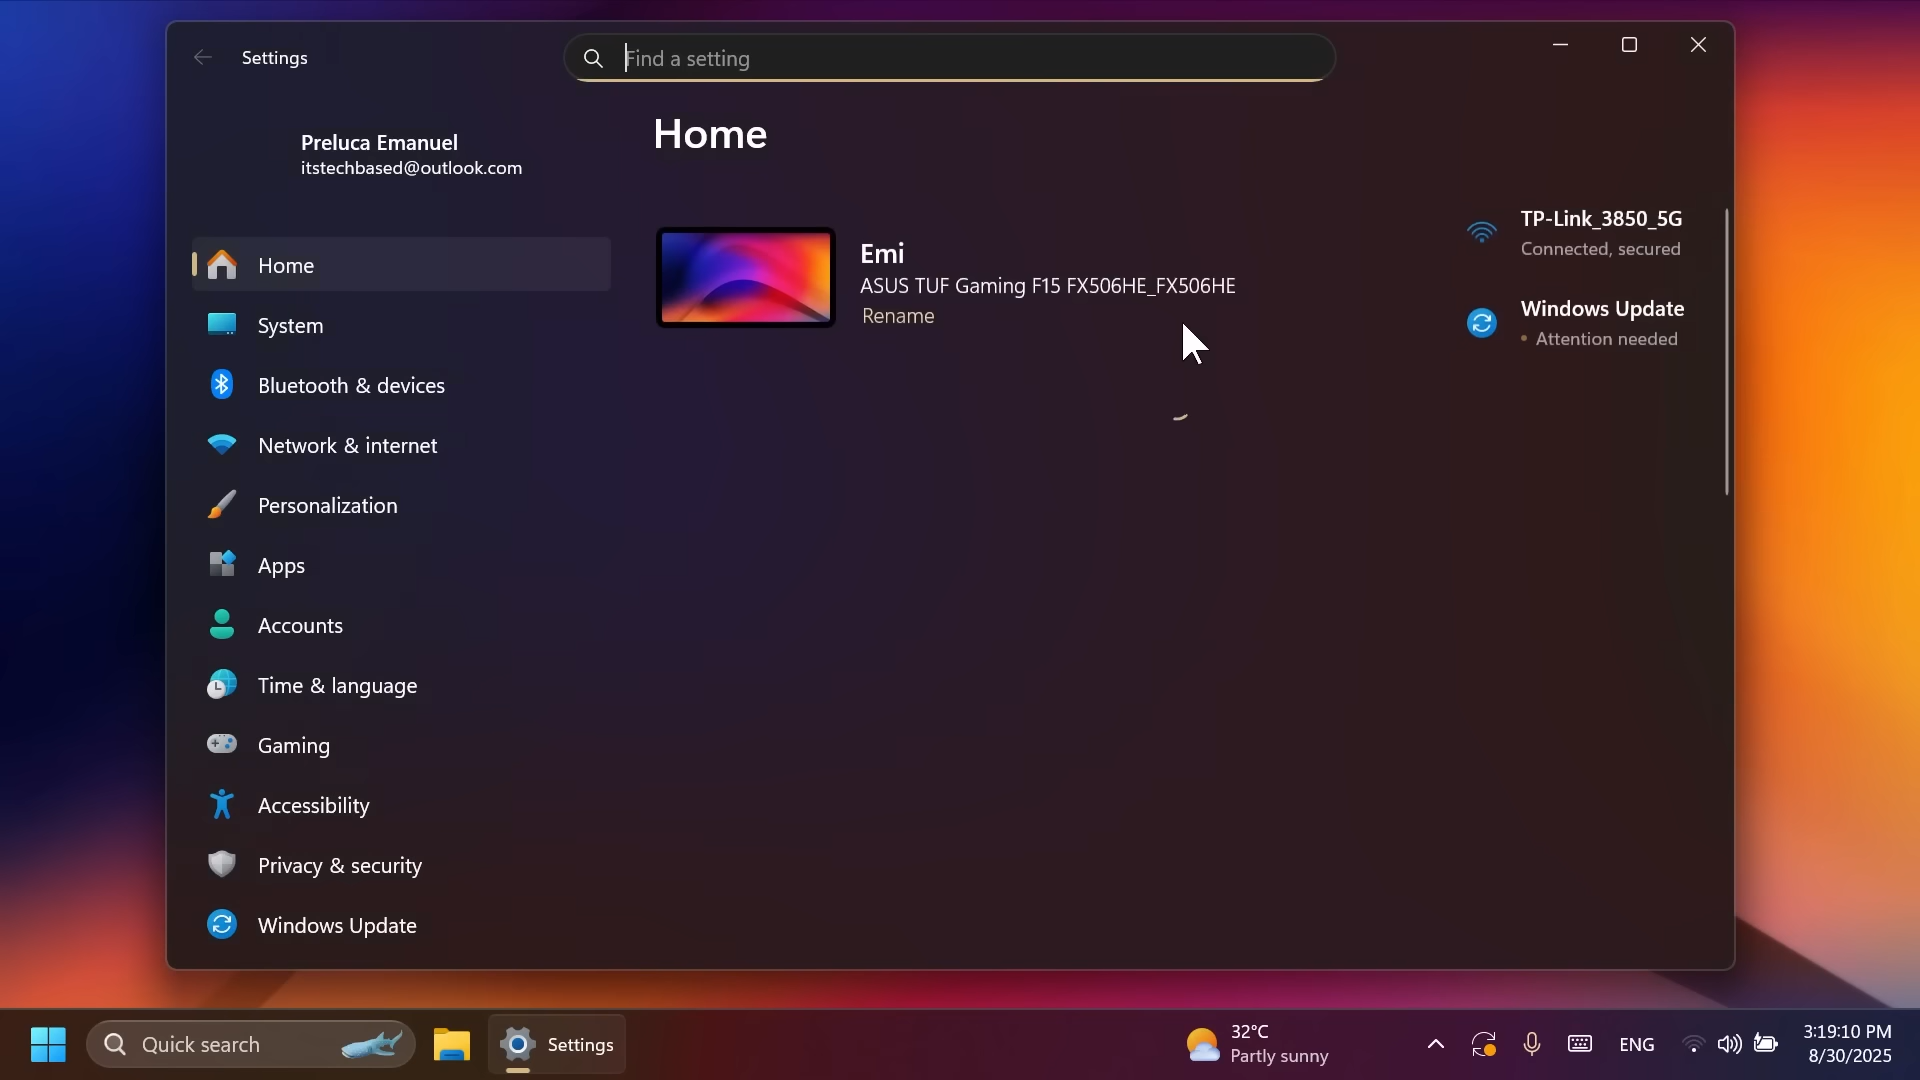 Settings
Find a setting
Preluca Emanuel
itstechbased@outlook.com
Home
System
Bluetooth & devices
Network & internet
Personalization
Apps
Accounts
Time & language
Gaming
Accessibility
Privacy & security
Windows Update
Home
Emi
ASUS TUF Gaming F15 FX506HE_FX506HE
Rename
TP-Link_3850_5G
Connected, secured
Windows Update
Attention needed
Quick search
Settings
32°C
Partly sunny
ENG
3:19:10 PM
8/30/2025